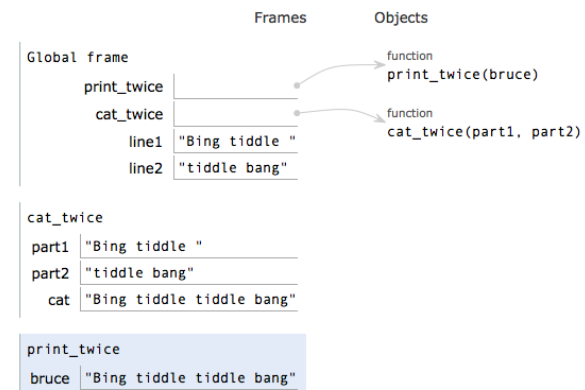 Frames Objects
Global frame
print_twice
cat_twice
line1 "Bing tiddle "
line2 "tiddle bang"
function
print_twice(bruce)
function
cat_twice(part1, part2)
cat_twice
part1 "Bing tiddle "
part2 "tiddle bang"
cat "Bing tiddle tiddle bang"
print_twice
bruce "Bing tiddle tiddle bang"